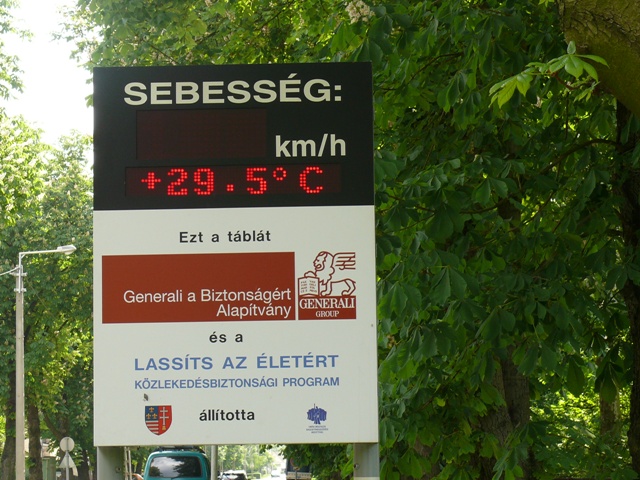 SEBESSÉG:
km/h
+29.5°C
Ezt a táblát
Generali a Biztonságért
Alapítvány
GENERALI
GROUP
és a
LASSÍTS AZ ÉLETÉRT
KÖZLEKEDÉSBIZTONSÁGI PROGRAM
állította